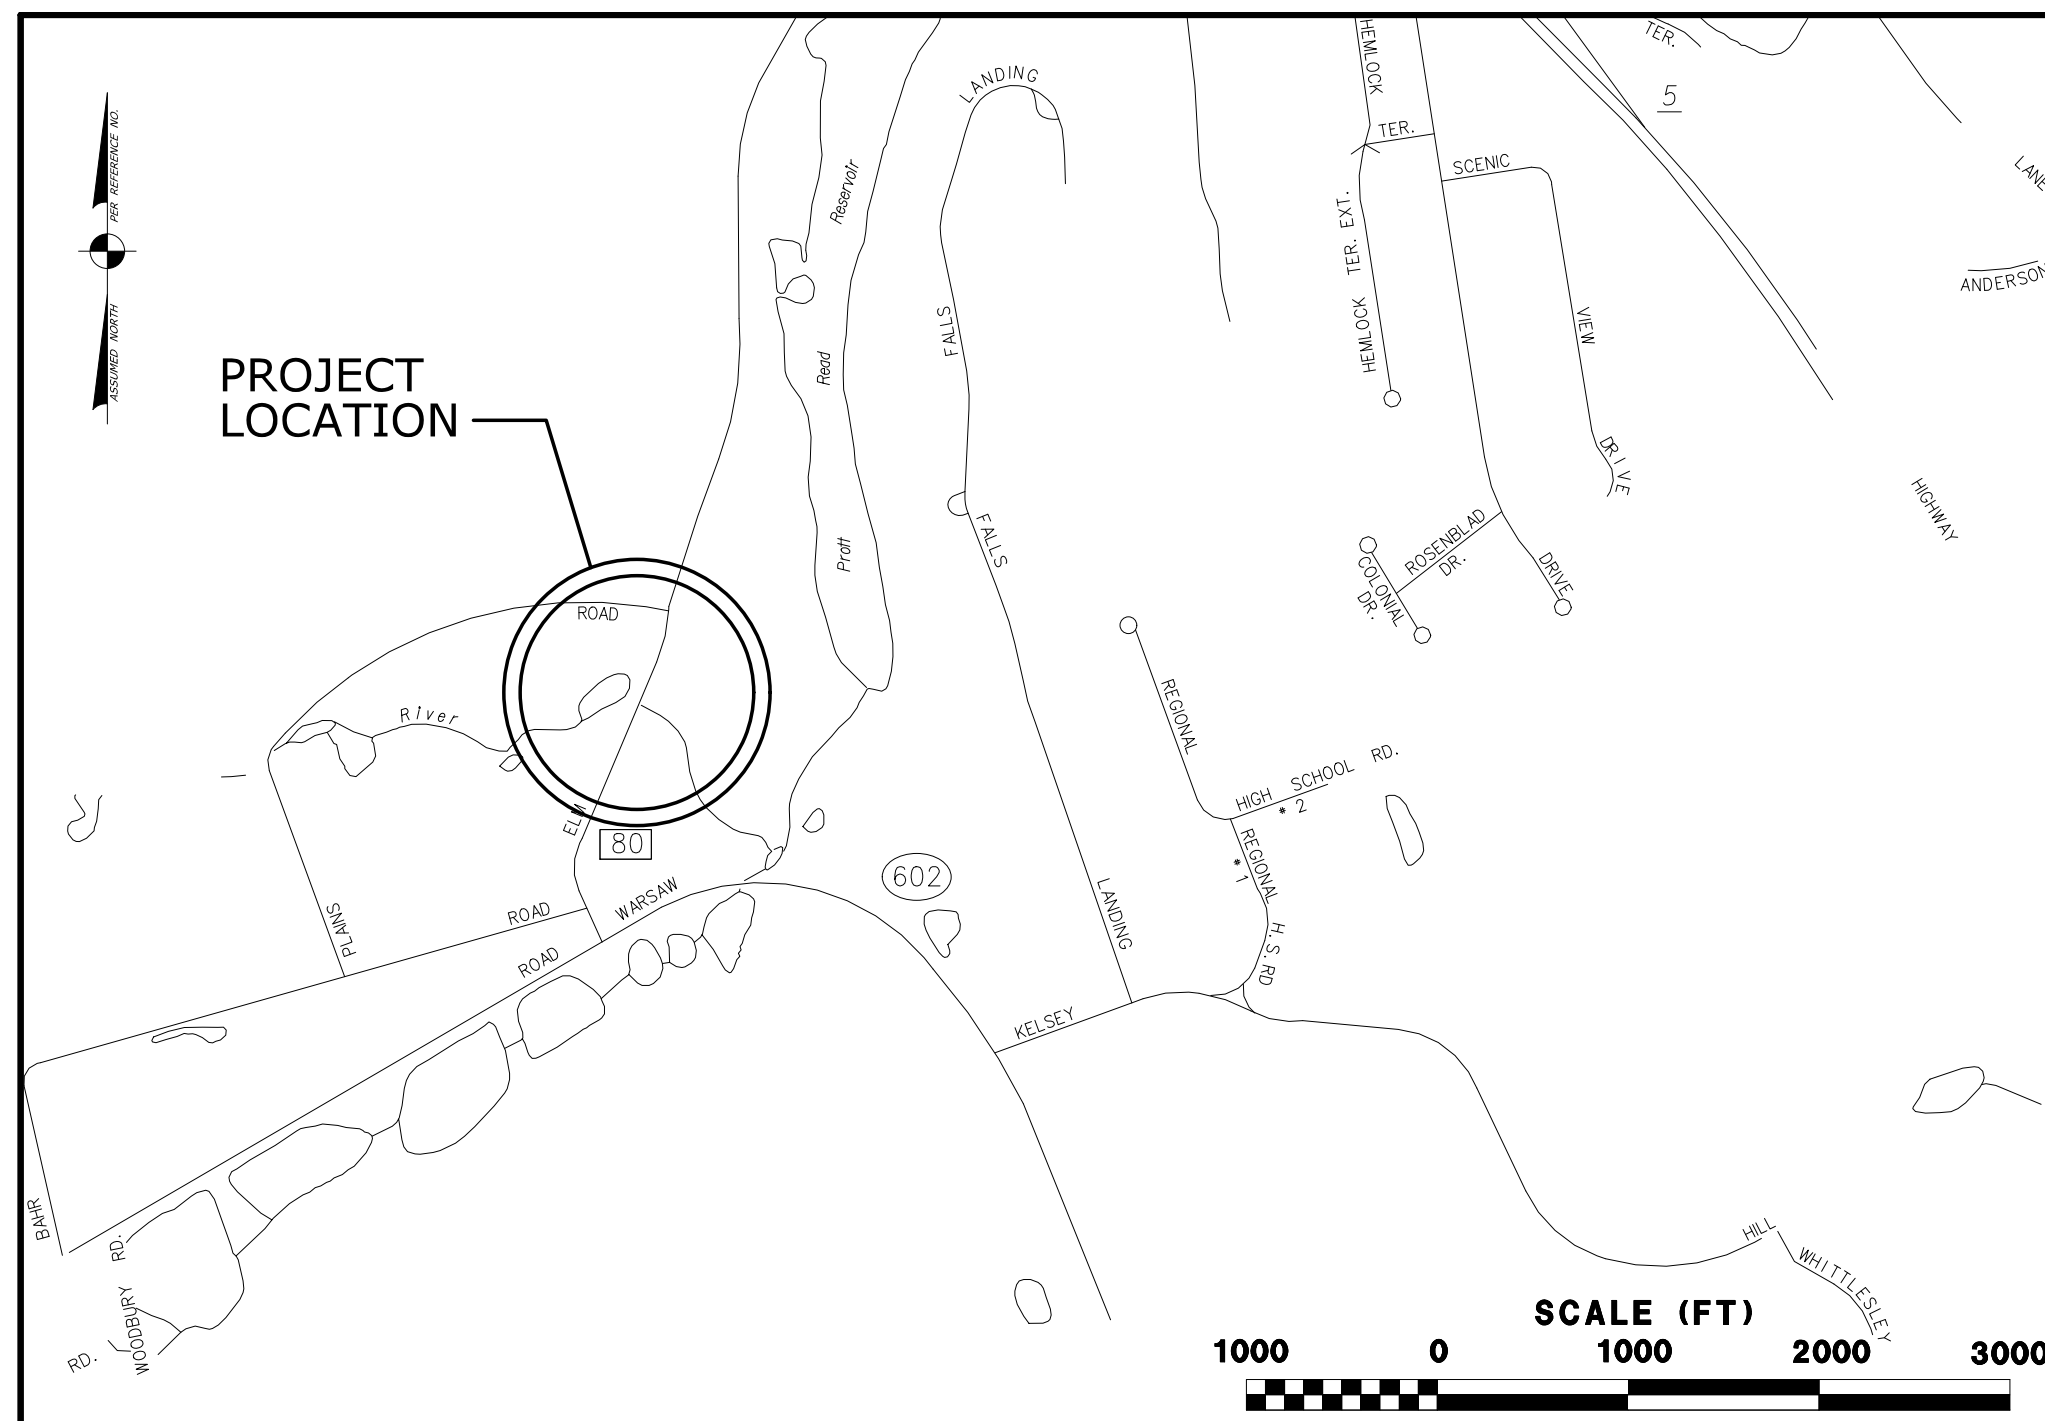 PER REFERENCE NO.
ASSUMED NORTH
PROJECT
LOCATION
LANDING
HEMLOCK
TER.
TER.
5
SCENIC
LANE
Reservoir
HEMLOCK TER. EXT.
ANDERSON
FALLS
VIEW
Read
DRIVE
HIGHWAY
FALLS
Prott
ROSENBLAD
DR.
COLONIAL
DR.
DRIVE
ROAD
River
REGIONAL
HIGH SCHOOL RD.
* 2
ELM
80
REGIONAL
* 1
602
WARSAW
LANDING
ROAD
PLAINS
H.S.RD
ROAD
KELSEY
BAHR
WOODBURY RD.
RD.
HILL
WHITTLESLEY
SCALE (FT)
1000 0 1000 2000 3000